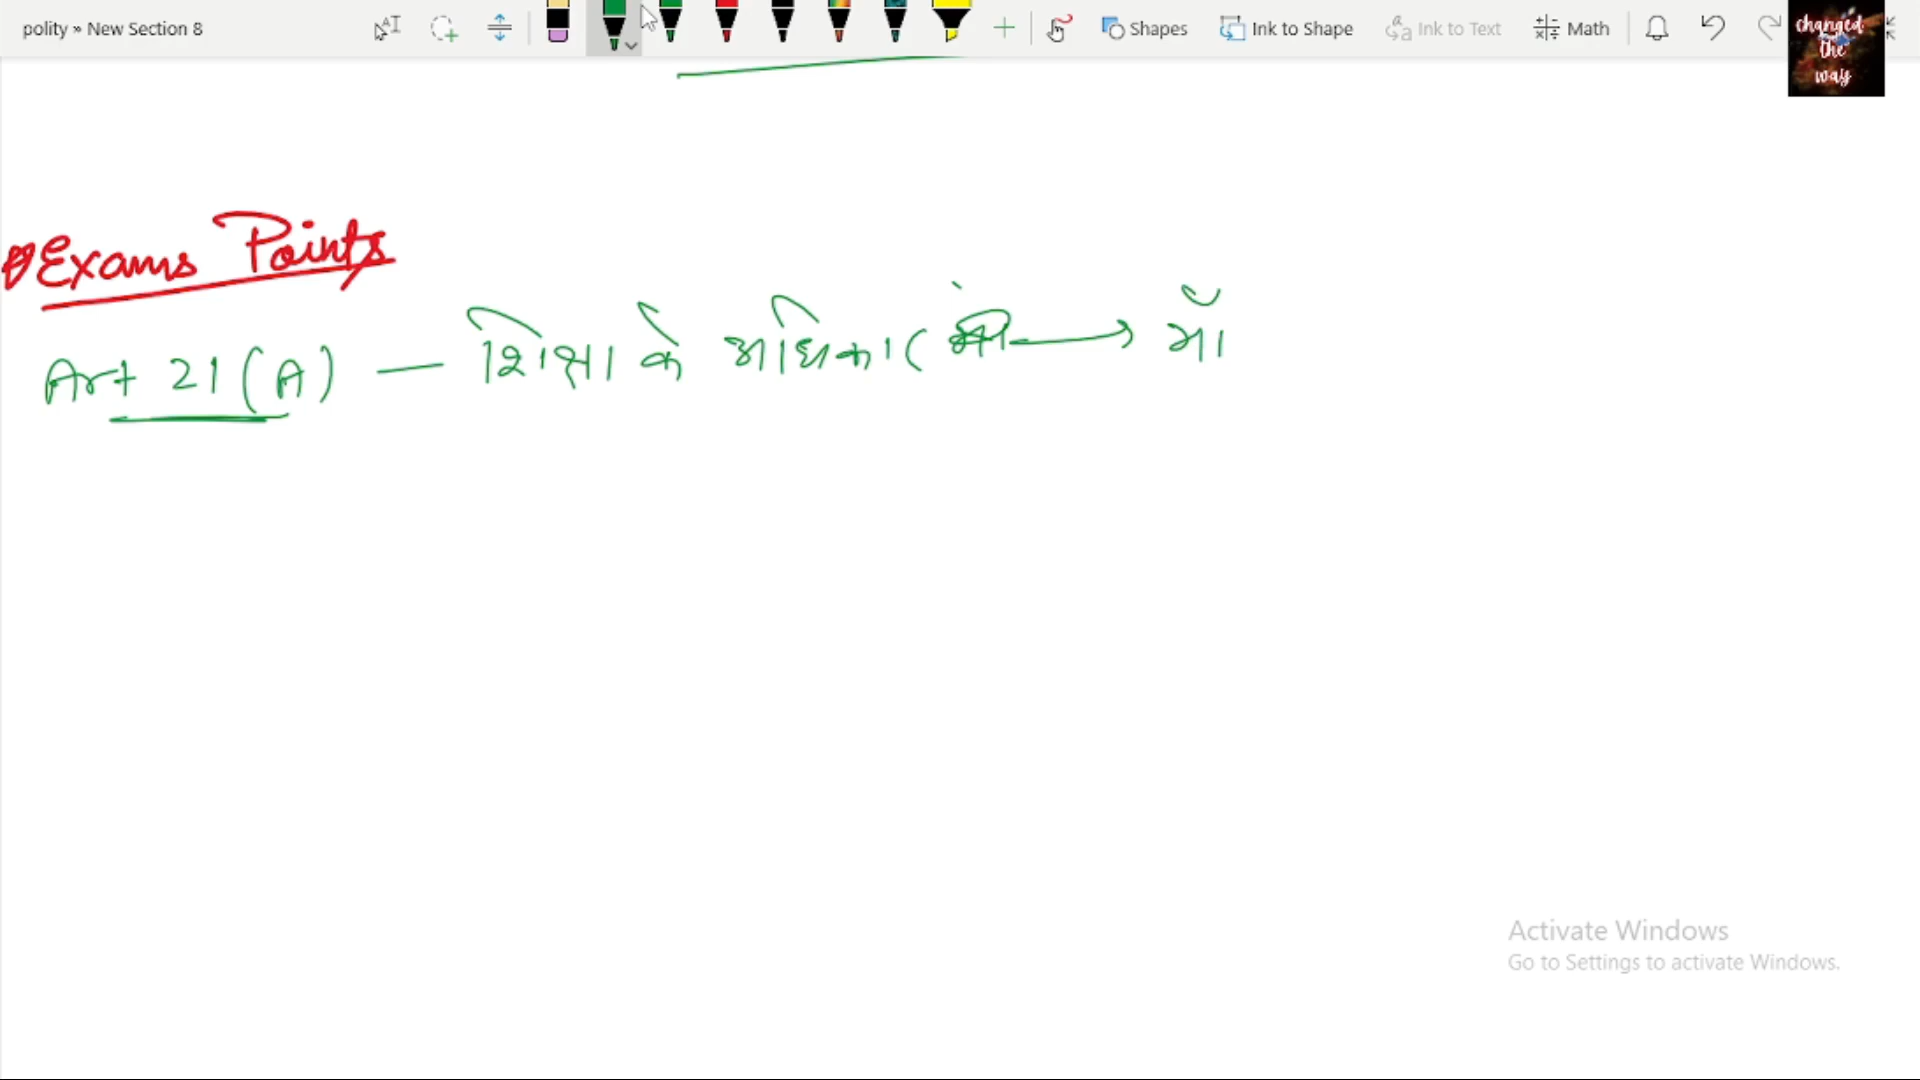 polity » New Section 8
Shapes
Ink to Shape
Ink to Text
Math
changed
the
way
Exams Points
Art 21(A) — शिक्षा के अधिकार → माँ
Activate Windows
Go to Settings to activate Windows.